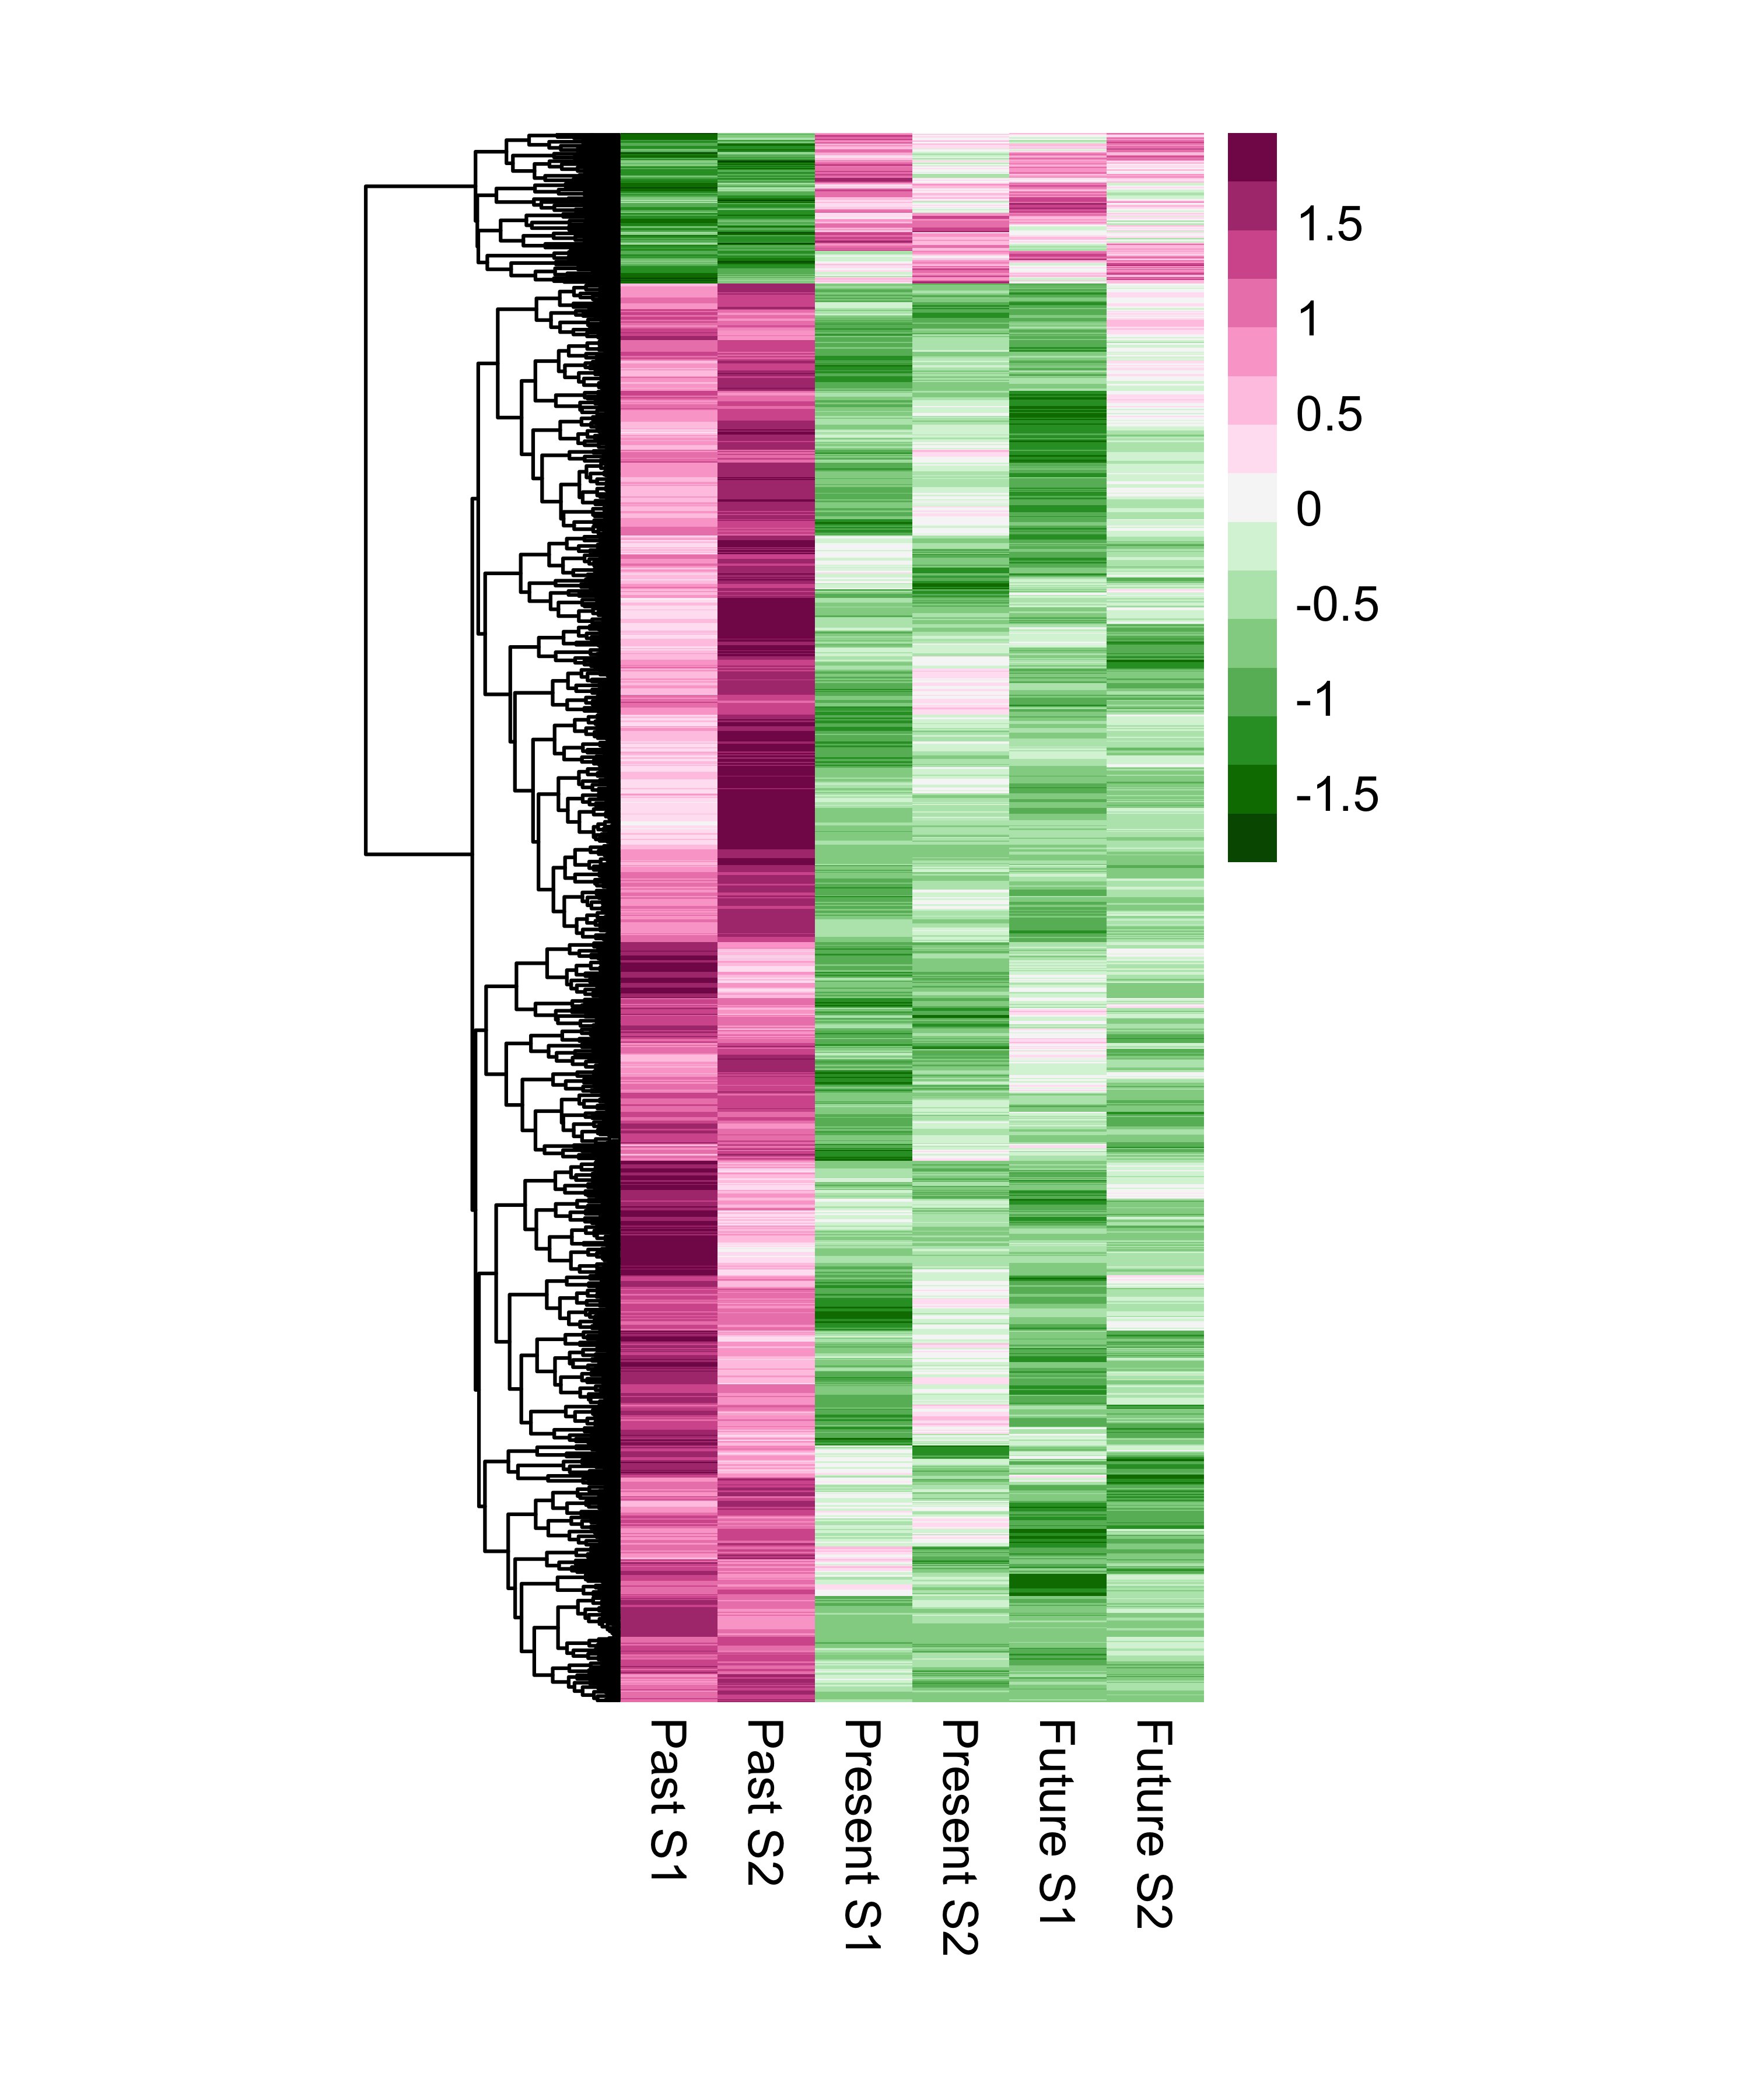 1.5
1
0.5
0
-0.5
-1
-1.5
Past S1
Past S2
Present S1
Present S2
Future S1
Future S2